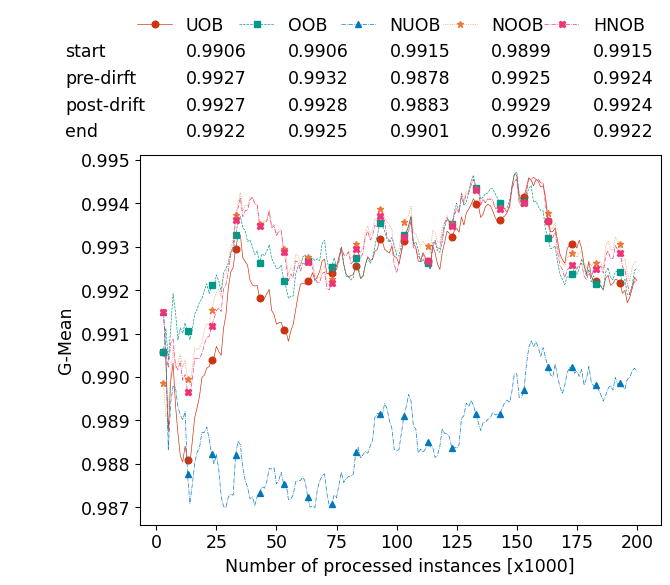 UOB OOB NUOB NOOB HNOB
start 0.9906 0.9906 0.9915 0.9899 0.9915
pre-dirft 0.9927 0.9932 0.9878 0.9925 0.9924
post-drift 0.9927 0.9928 0.9883 0.9929 0.9924
end 0.9922 0.9925 0.9901 0.9926 0.9922
0.995
0.994
0.993
0.992
0.991
0.990
0.989
0.988
0.987
G-Mean
0 25 50 75 100 125 150 175 200
Number of processed instances [x1000]